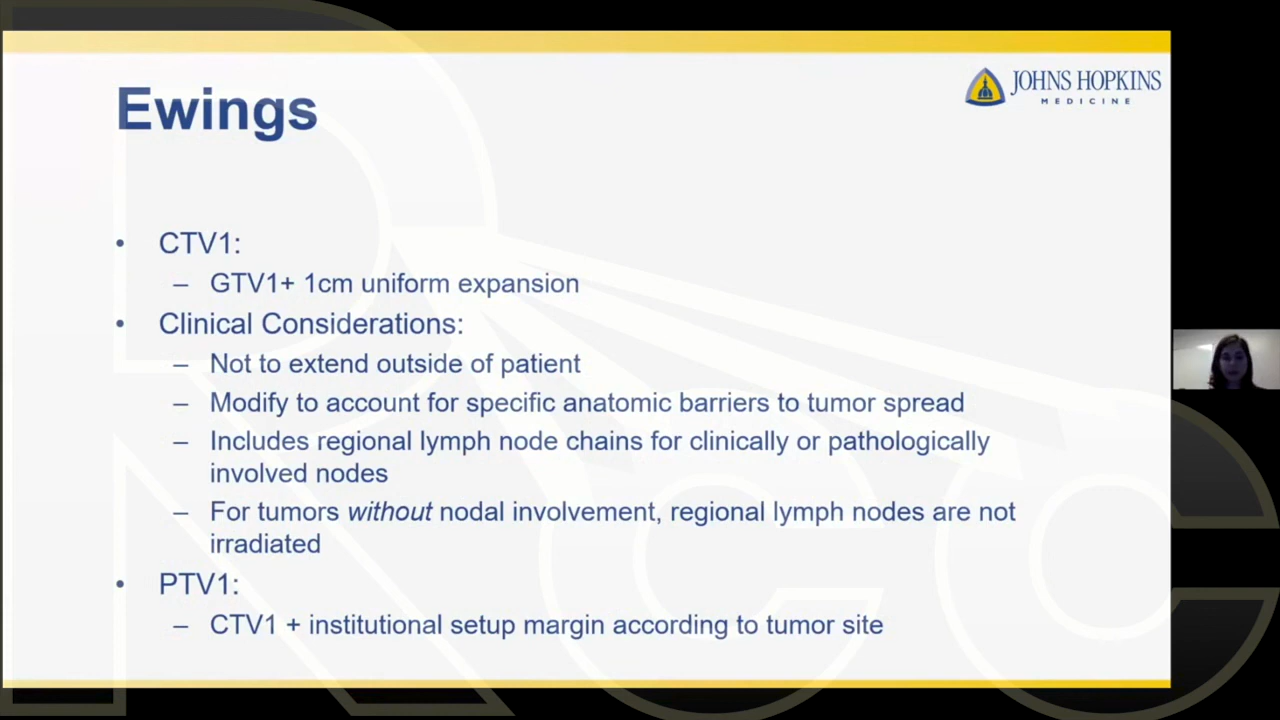 Ewings
JOHNS HOPKINS
MEDICINE
• CTV1:
– GTV1+ 1cm uniform expansion
• Clinical Considerations:
– Not to extend outside of patient
– Modify to account for specific anatomic barriers to tumor spread
– Includes regional lymph node chains for clinically or pathologically
involved nodes
– For tumors without nodal involvement, regional lymph nodes are not
irradiated
• PTV1:
– CTV1 + institutional setup margin according to tumor site